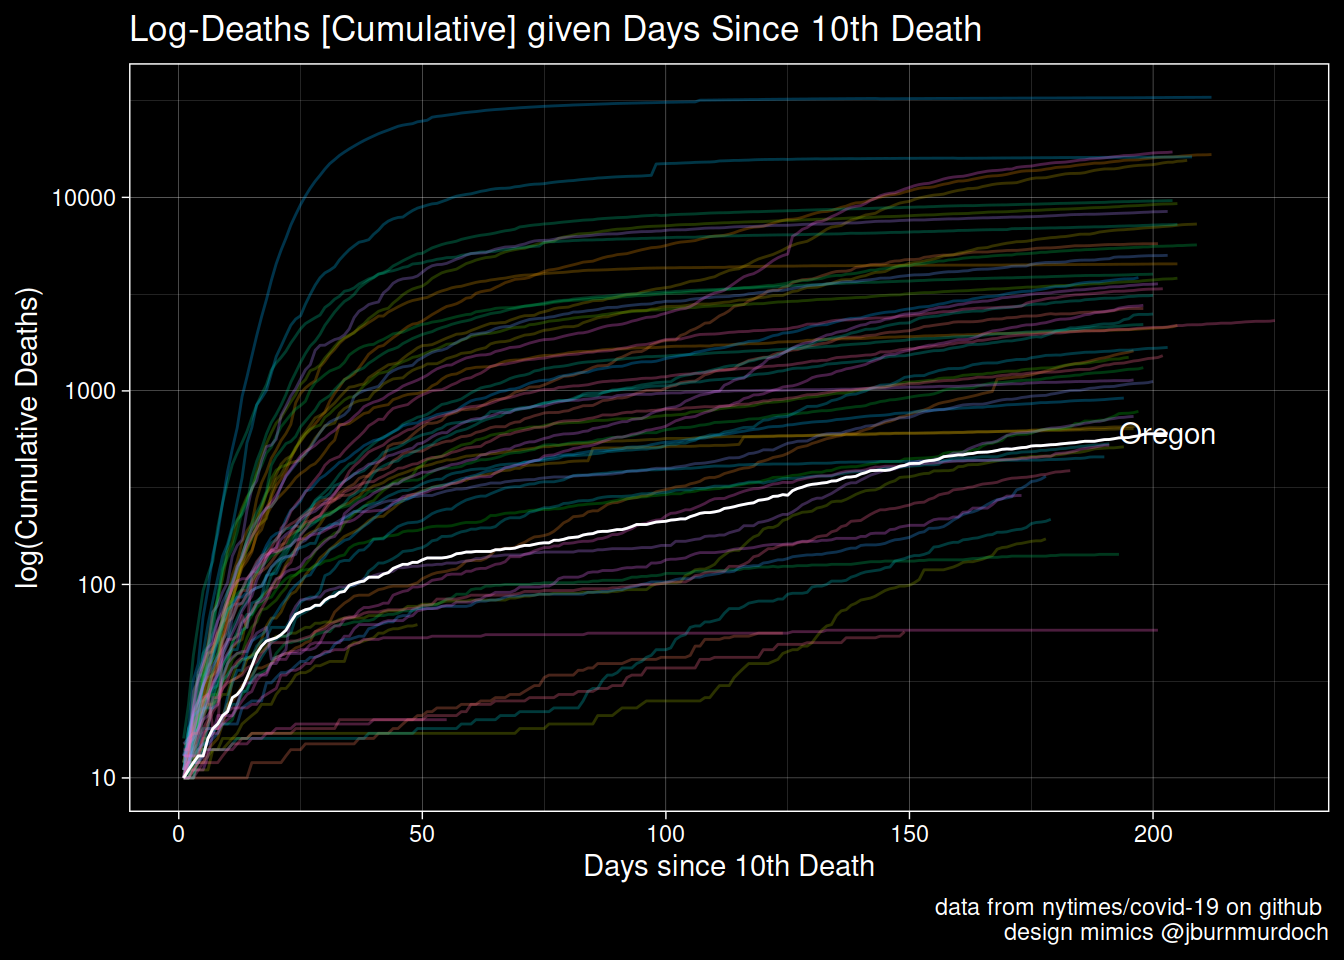 Log-Deaths [Cumulative] given Days Since 10th Death
log(Cumulative Deaths)
10000
1000
100
10
Oregon
0 50 100 150 200
Days since 10th Death
data from nytimes/covid-19 on github
design mimics @jburnmurdoch